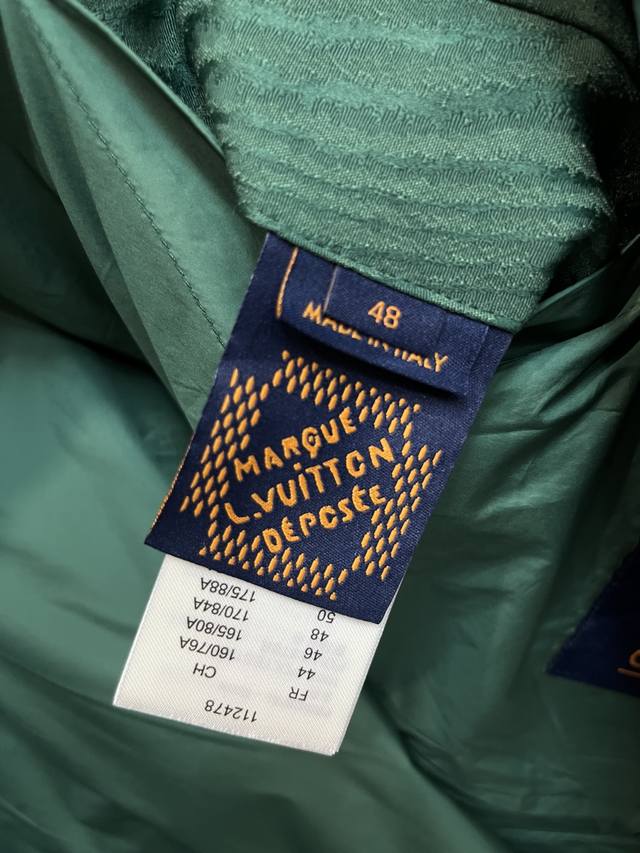 48
MADE IN ITALY
MARQUE
L.VUITTON
DÉPOSÉE
112478
FR CH
44 160/76A
46 165/80A
48 170/84A
50 175/88A